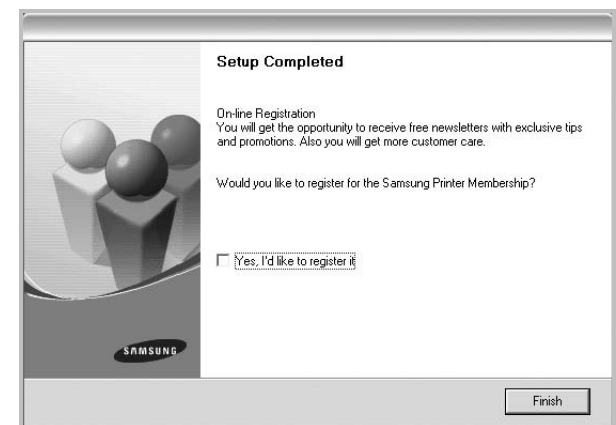 Setup Completed
On-line Registration
You will get the opportunity to receive free newsletters with exclusive tips
and promotions. Also you will get more customer care.
Would you like to register for the Samsung Printer Membership?
Yes, I'd like to register it
SAMSUNG
Finish